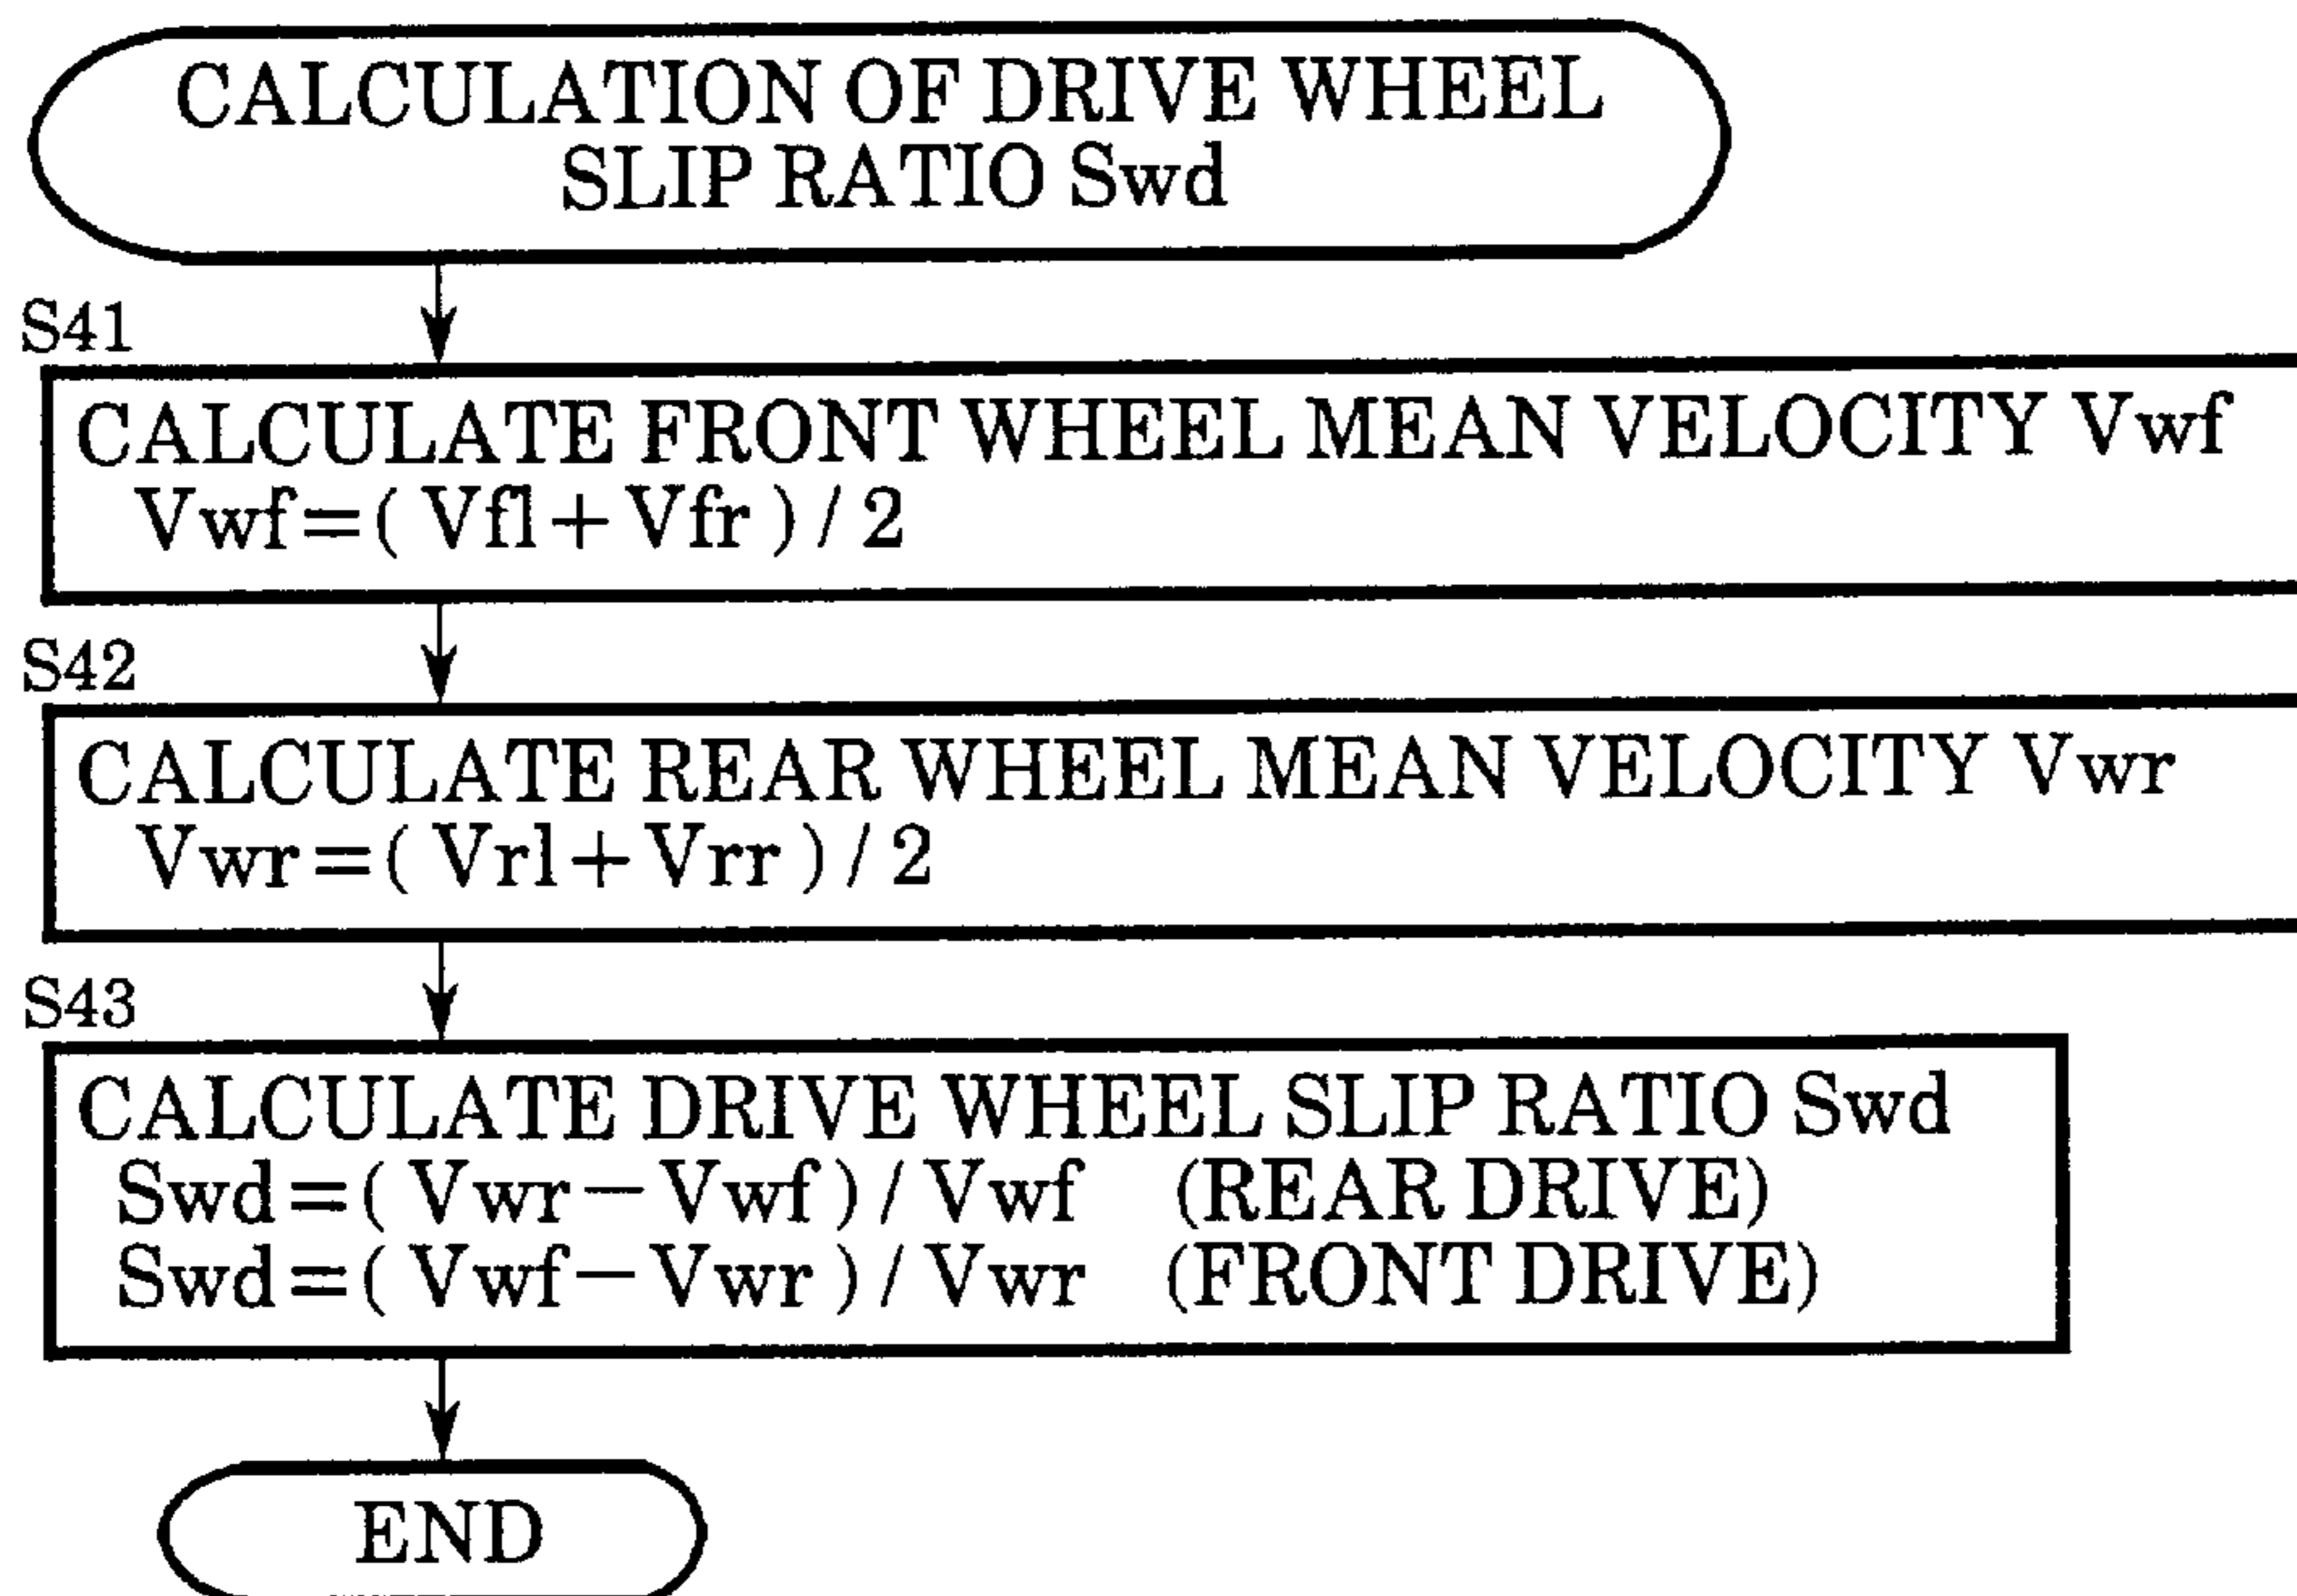 CALCULATION OF DRIVE WHEEL
SLIP RATIO Swd
S41
CALCULATE FRONT WHEEL MEAN VELOCITY Vwf
Vwf=(Vfl+Vfr)/2
S42
CALCULATE REAR WHEEL MEAN VELOCITY Vwr
Vwr=(Vrl+Vrr)/2
S43
CALCULATE DRIVE WHEEL SLIP RATIO Swd
Swd=(Vwr−Vwf)/Vwf (REAR DRIVE)
Swd=(Vwf−Vwr)/Vwr (FRONT DRIVE)
END